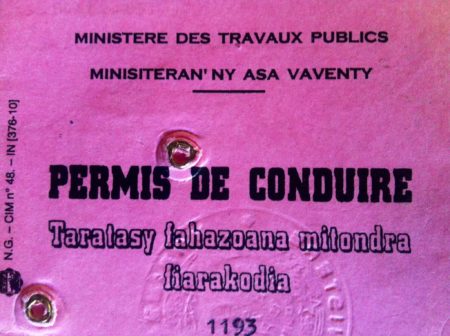 MINISTERE DES TRAVAUX PUBLICS
MINISITERAN' NY ASA VAVENTY
PERMIS DE CONDUIRE
Taratasy fahazoana mitondra
fiarakodia
1193
N.G. – CIM n° 48. – IN [376-10]